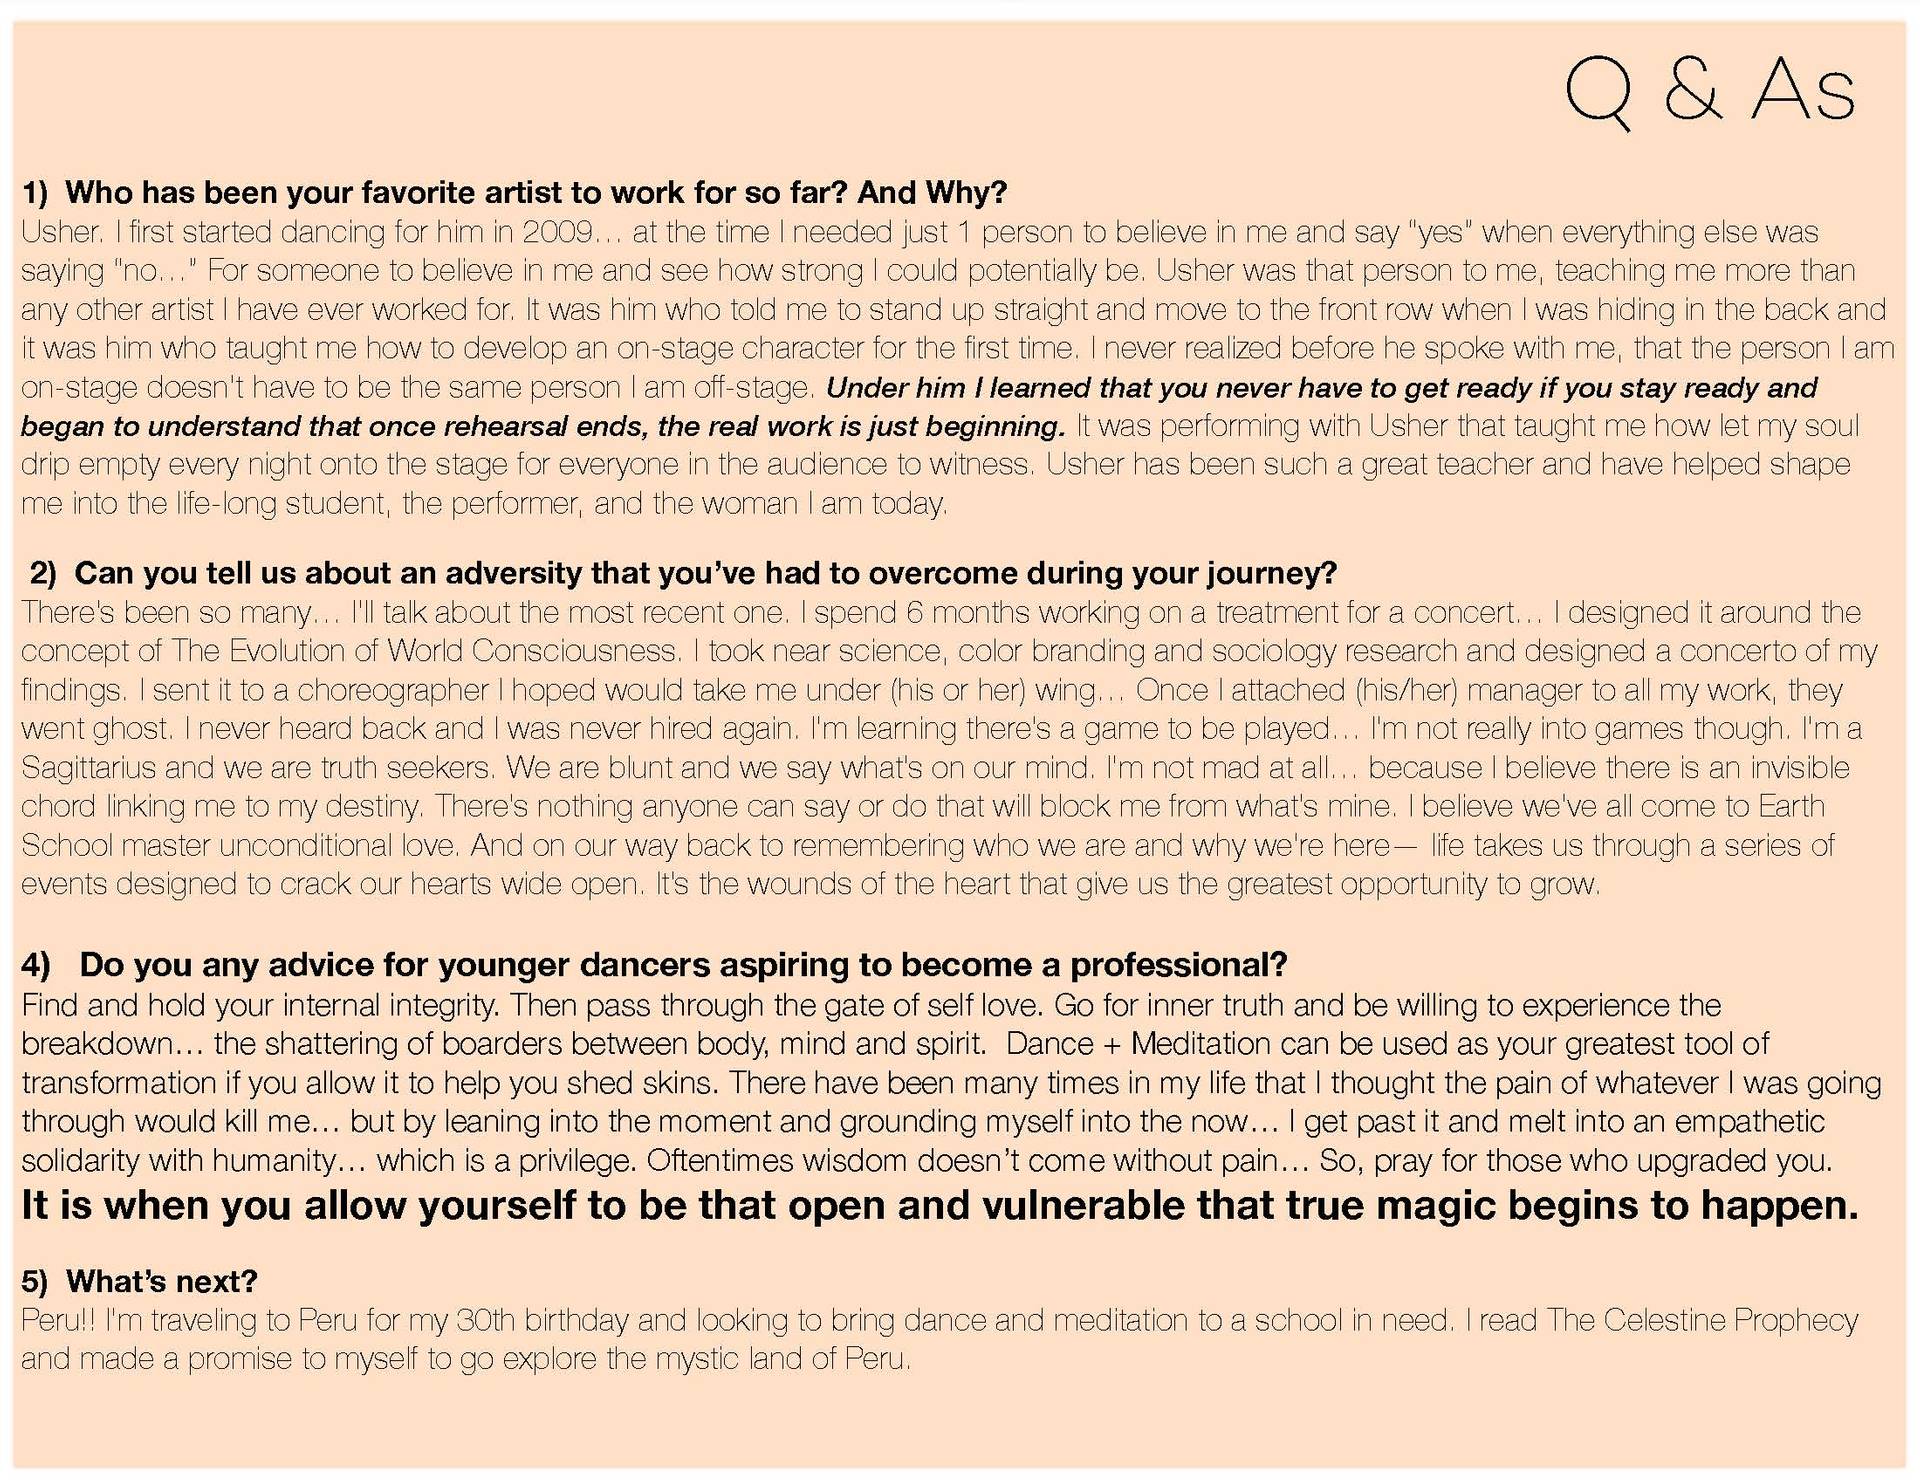 Q & As
1) Who has been your favorite artist to work for so far? And Why?
Usher. I first started dancing for him in 2009... at the time I needed just 1 person to believe in me and say "yes" when everything else was
saying "no..." For someone to believe in me and see how strong I could potentially be. Usher was that person to me, teaching me more than
any other artist I have ever worked for. It was him who told me to stand up straight and move to the front row when I was hiding in the back and
it was him who taught me how to develop an on-stage character for the first time. I never realized before he spoke with me, that the person I am
on-stage doesn't have to be the same person I am off-stage. Under him I learned that you never have to get ready if you stay ready and
began to understand that once rehearsal ends, the real work is just beginning. It was performing with Usher that taught me how let my soul
drip empty every night onto the stage for everyone in the audience to witness. Usher has been such a great teacher and have helped shape
me into the life-long student, the performer, and the woman I am today.
2) Can you tell us about an adversity that you've had to overcome during your journey?
There's been so many... I'll talk about the most recent one. I spend 6 months working on a treatment for a concert... I designed it around the
concept of The Evolution of World Consciousness. I took near science, color branding and sociology research and designed a concerto of my
findings. I sent it to a choreographer I hoped would take me under (his or her) wing... Once I attached (his/her) manager to all my work, they
went ghost. I never heard back and I was never hired again. I'm learning there's a game to be played... I'm not really into games though. I'm a
Sagittarius and we are truth seekers. We are blunt and we say what's on our mind. I'm not mad at all... because I believe there is an invisible
chord linking me to my destiny. There's nothing anyone can say or do that will block me from what's mine. I believe we've all come to Earth
School master unconditional love. And on our way back to remembering who we are and why we're here— life takes us through a series of
events designed to crack our hearts wide open. It's the wounds of the heart that give us the greatest opportunity to grow.
4) Do you any advice for younger dancers aspiring to become a professional?
Find and hold your internal integrity. Then pass through the gate of self love. Go for inner truth and be willing to experience the
breakdown... the shattering of boarders between body, mind and spirit. Dance + Meditation can be used as your greatest tool of
transformation if you allow it to help you shed skins. There have been many times in my life that I thought the pain of whatever I was going
through would kill me... but by leaning into the moment and grounding myself into the now... I get past it and melt into an empathetic
solidarity with humanity... which is a privilege. Oftentimes wisdom doesn't come without pain... So, pray for those who upgraded you.
It is when you allow yourself to be that open and vulnerable that true magic begins to happen.
5) What's next?
Peru!! I'm traveling to Peru for my 30th birthday and looking to bring dance and meditation to a school in need. I read The Celestine Prophecy
and made a promise to myself to go explore the mystic land of Peru.